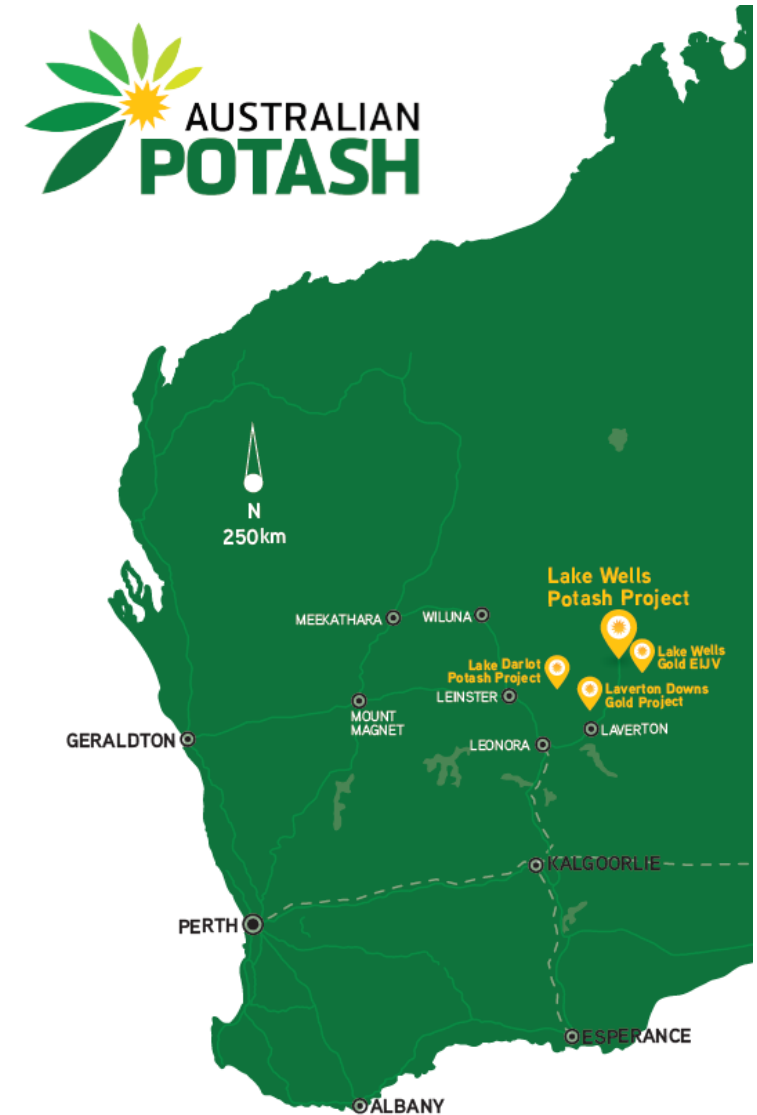 AUSTRALIAN
POTASH
N
250km
Lake Wells
Potash Project
MEEKATHARA
WILUNA
Lake Wells
Gold EIJV
Lake Darlot
Potash Project
Laverton Downs
Gold Project
LEINSTER
MOUNT
MAGNET
LAVERTON
GERALDTON
LEONORA
KALGOORLIE
PERTH
ESPERANCE
ALBANY